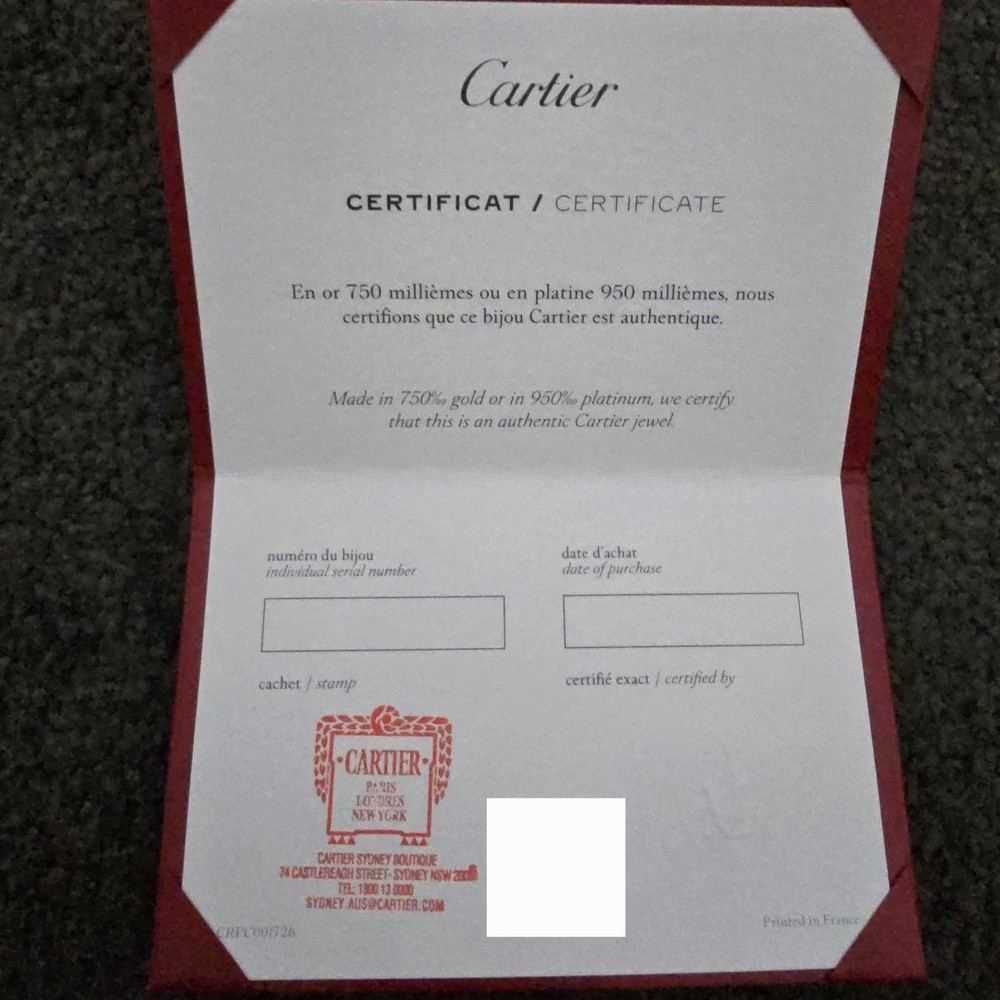 Cartier
CERTIFICAT / CERTIFICATE
En or 750 millièmes ou en platine 950 millièmes, nous
certifions que ce bijou Cartier est authentique.
Made in 750‰ gold or in 950‰ platinum, we certify
that this is an authentic Cartier jewel.
numéro du bijou
individual serial number
date d'achat
date of purchase
cachet / stamp
certifié exact / certified by
CARTIER
PARIS
LONDRES
NEW YORK
CARTIER SYDNEY BOUTIQUE
74 CASTLEREAGH STREET- SYDNEY NSW
TEL: 1800 13 0000
SYDNEY.AUS@CARTIER.COM
CRPC001726
Printed in France